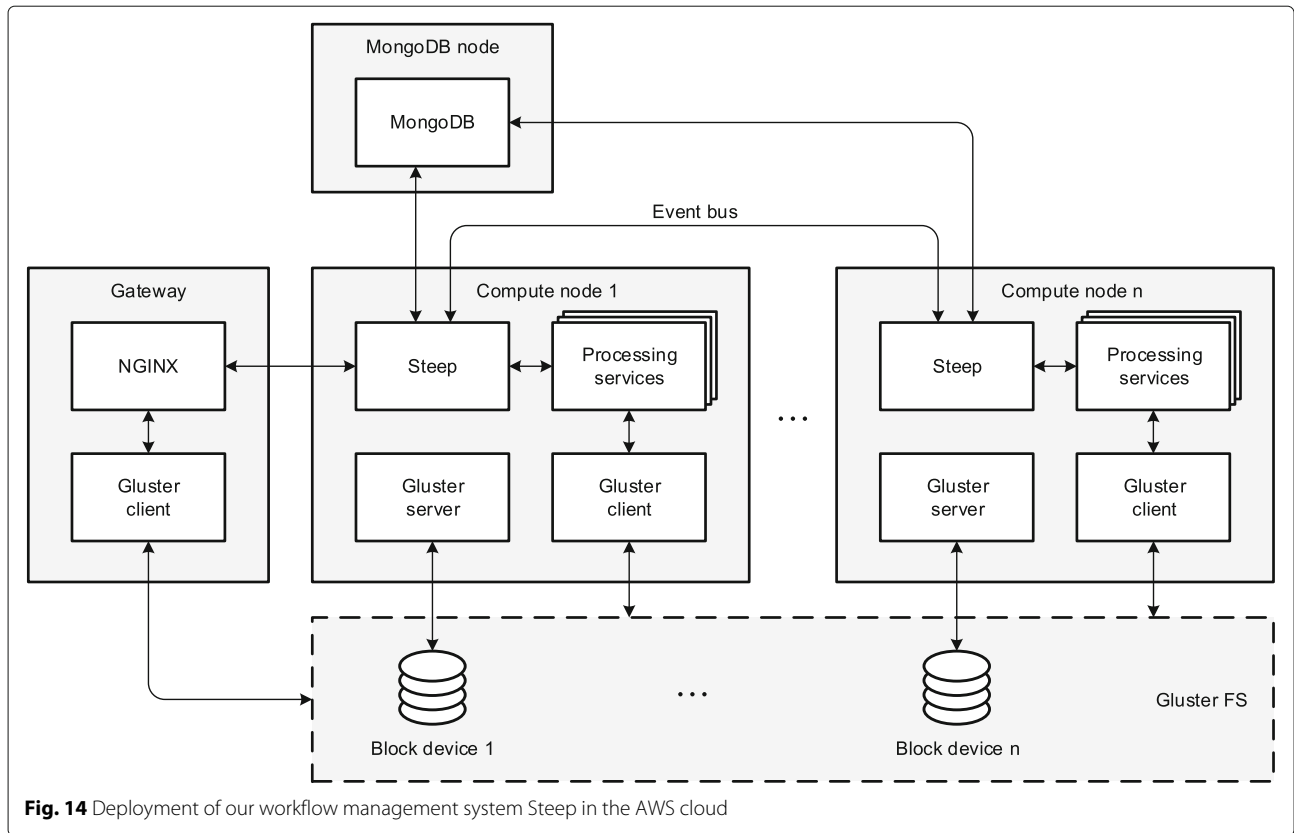 MongoDB node
MongoDB
Event bus
Gateway
NGINX
Gluster
client
Compute node 1
Steep
Processing
services
Gluster
server
Gluster
client
...
Compute node n
Steep
Processing
services
Gluster
server
Gluster
client
Block device 1
...
Block device n
Gluster FS
Fig. 14 Deployment of our workflow management system Steep in the AWS cloud